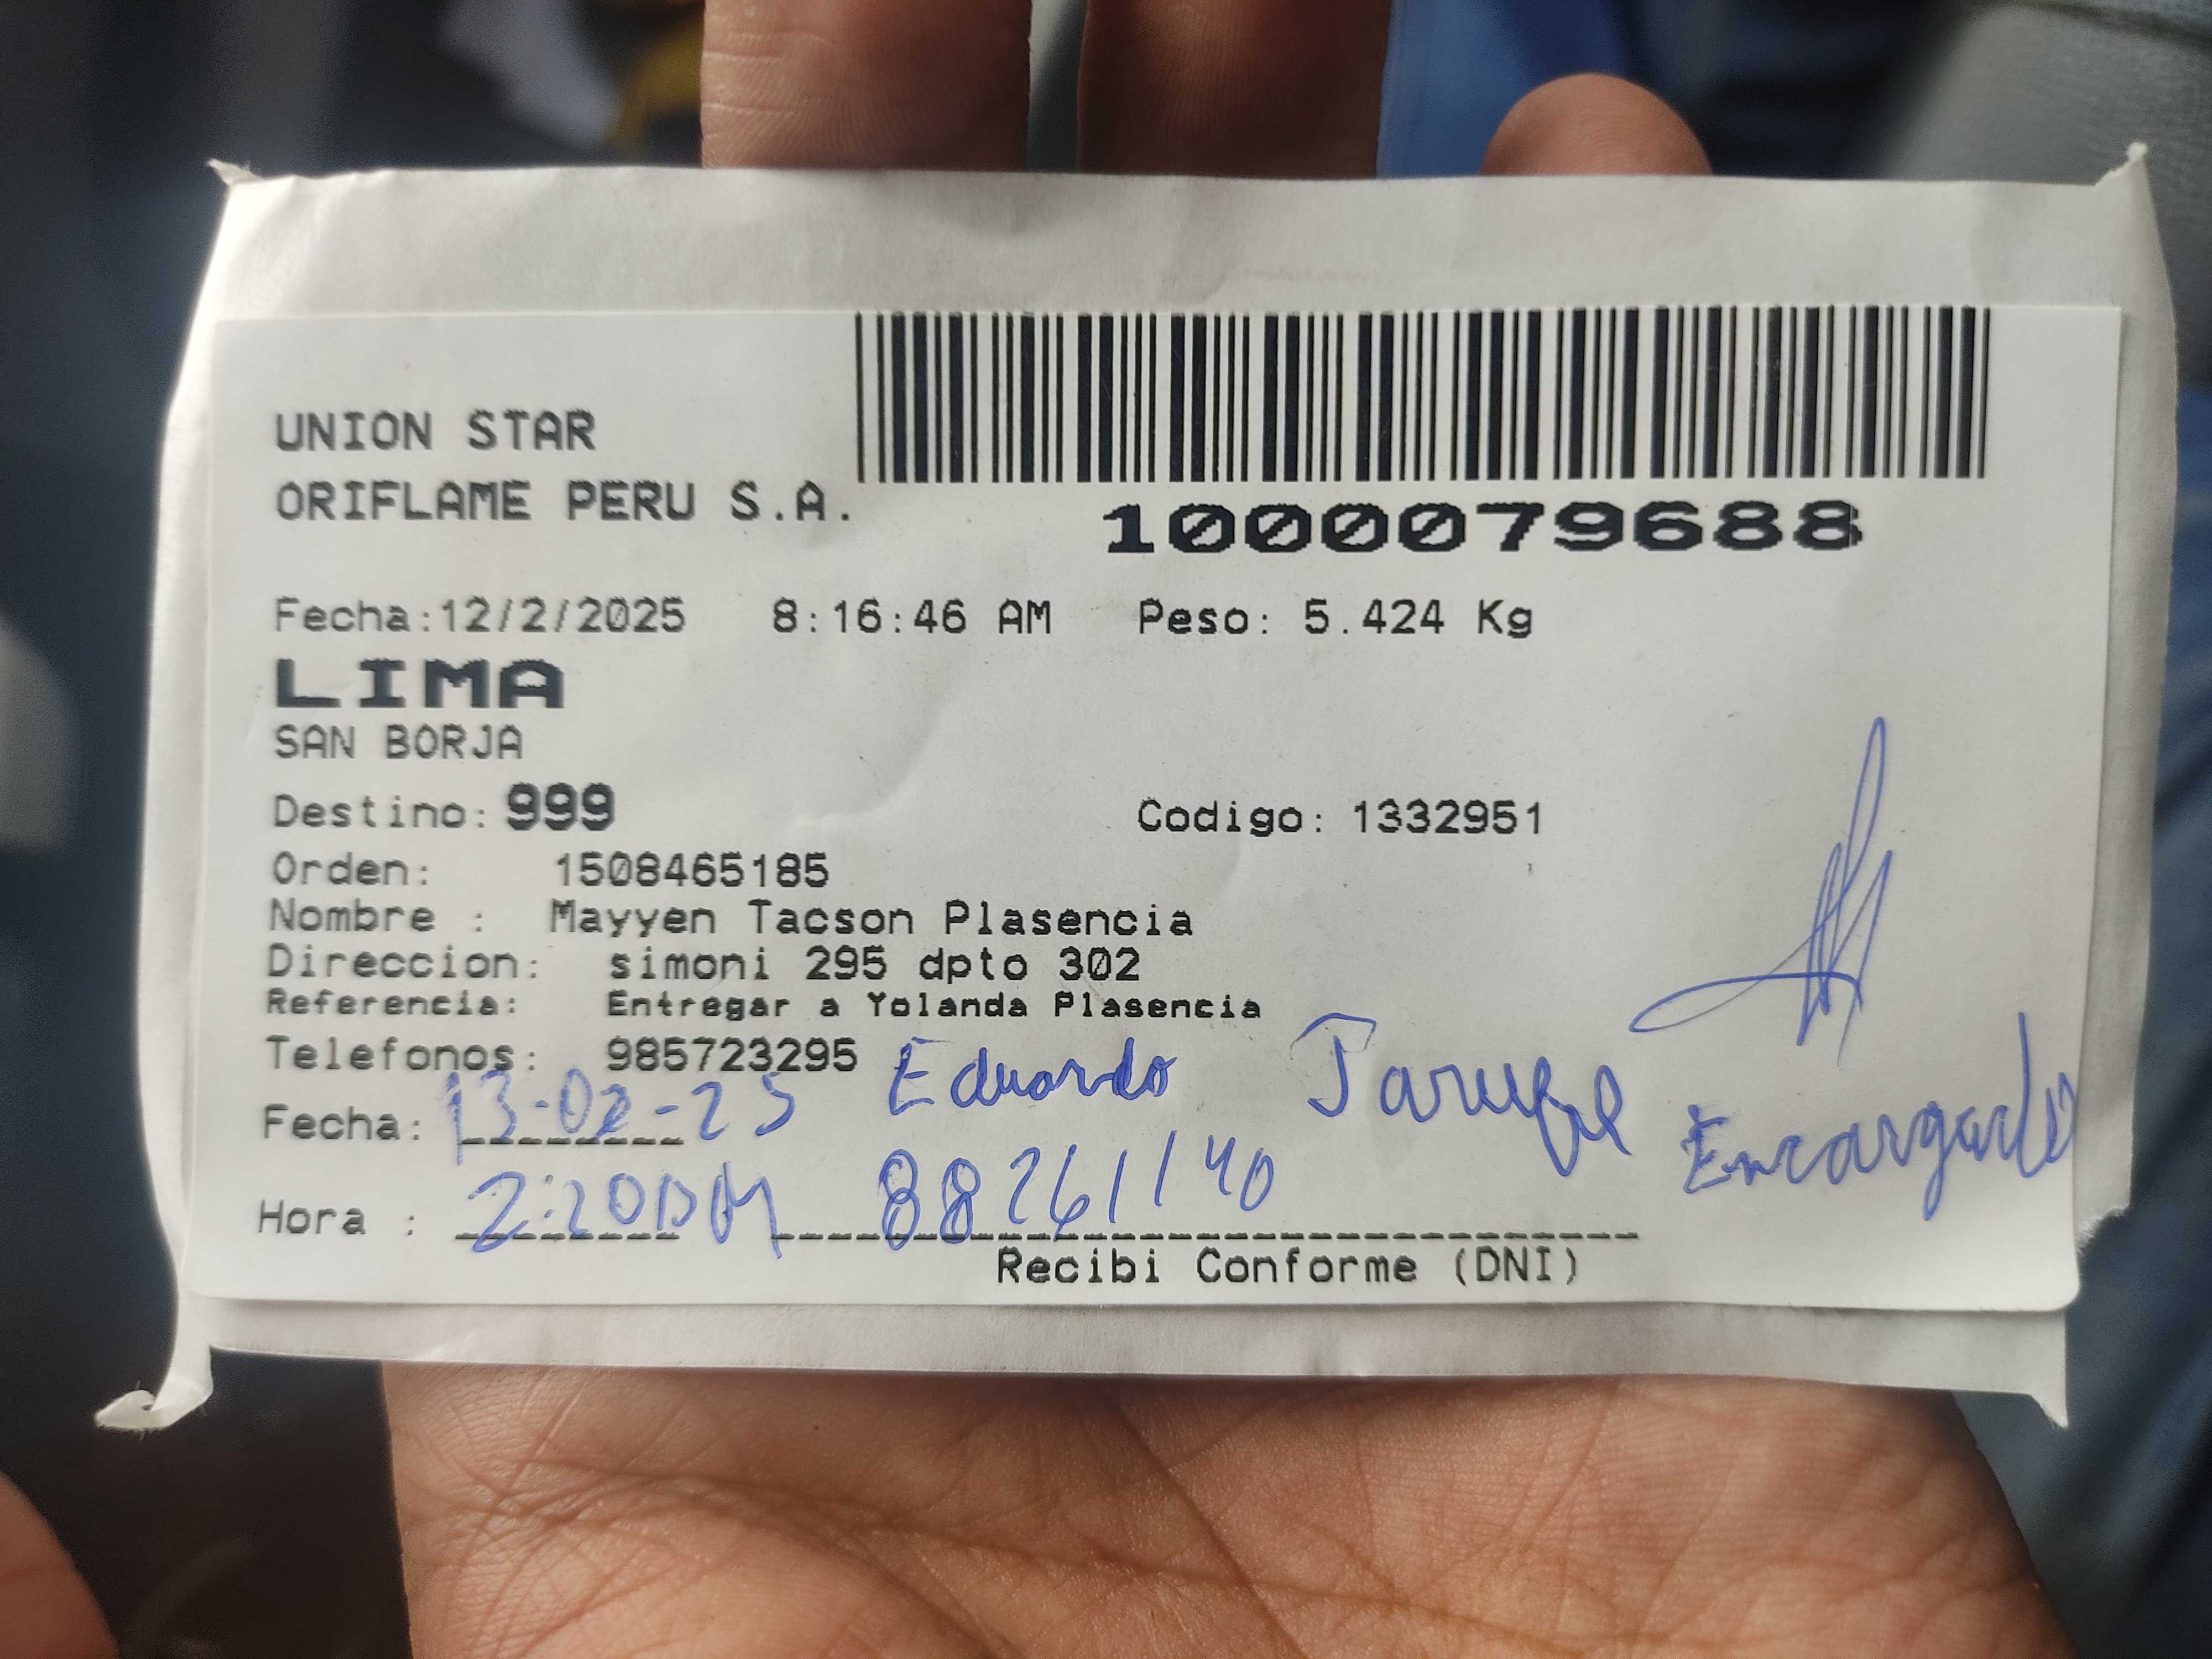 UNION STAR
ORIFLAME PERU S.A.
1000079688
Fecha:12/2/2025 8:16:46 AM Peso: 5.424 Kg
LIMA
SAN BORJA
Destino: 999 Codigo: 1332951
Orden: 1508465185
Nombre : Mayyen Tacson Plasencia
Direccion: simoni 295 dpto 302
Referencia: Entregar a Yolanda Plasencia
Telefonos: 985723295 Eduardo
Fecha: 13-02-25 Encargado
Hora : 2:20PM 88261140
Recibi Conforme (DNI)